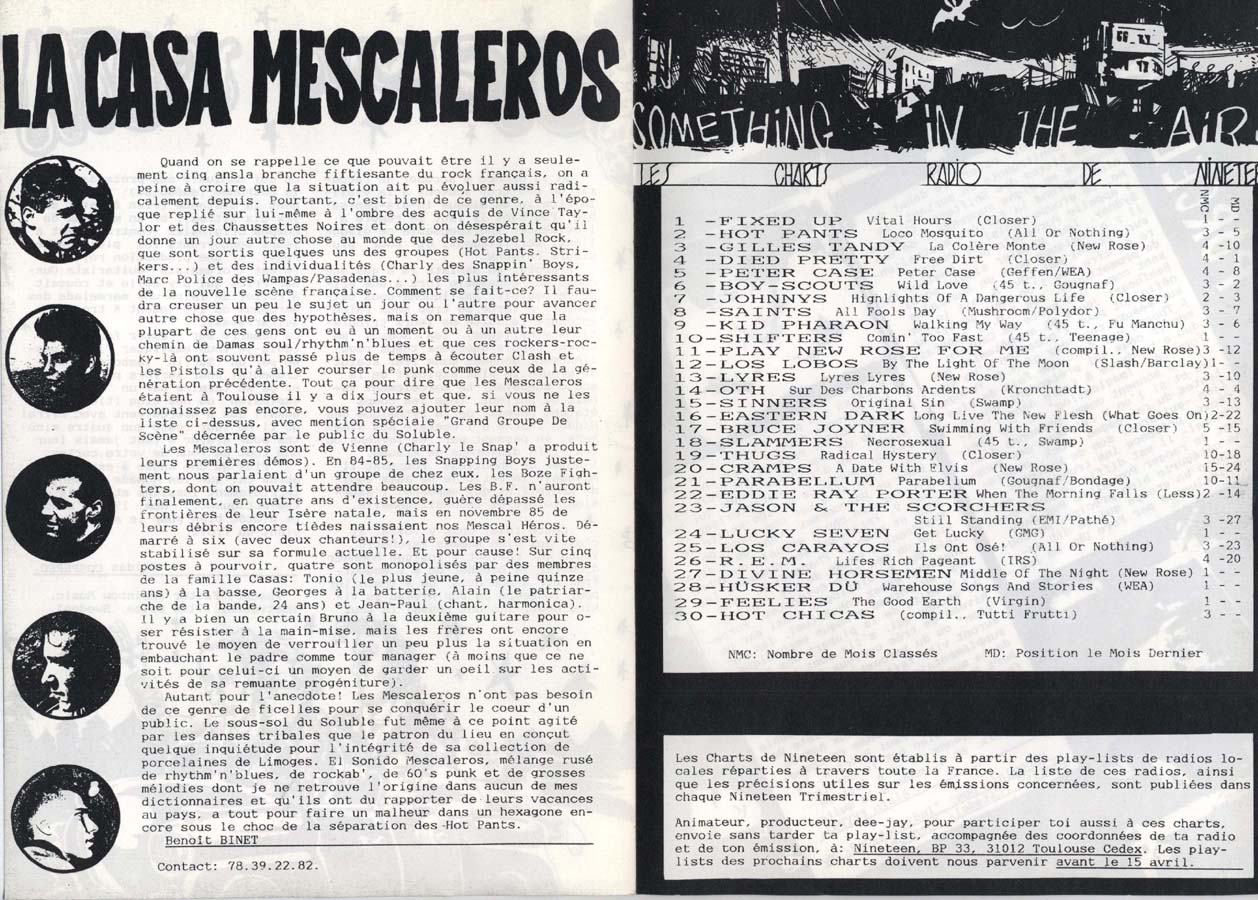 LA CASA MESCALEROS
Quand on se rappelle ce que pouvait être il y a seule-
ment cinq ansla branche fiftiesante du rock français, on a
peine à croire que la situation ait pu évoluer aussi radi-
calement depuis. Pourtant, c'est bien de ce genre, à l'épo-
que replié sur lui-même à l'ombre des acquis de Vince Tay-
lor et des Chaussettes Noires et dont on désespérait qu'il
donne un jour autre chose au monde que des Jezebel Rock,
que sont sortis quelques uns des groupes (Hot Pants. Stri-
kers...) et des individualités (Charly des Snappin' Boys,
Marc Police des Wampas/Pasadenas...) les plus intéressants
de la nouvelle scène française. Comment se fait-ce? Il fau-
dra creuser un peu le sujet un jour ou l'autre pour avancer
autre chose que des hypothèses, mais on remarque que la
plupart de ces gens ont eu à un moment ou à un autre leur
chemin de Damas soul/rhythm'n'blues et que ces rockers-roc-
ky-là ont souvent passé plus de temps à écouter Clash et
les Pistols qu'à aller courser le punk comme ceux de la gé-
nération précédente. Tout ça pour dire que les Mescaleros
étaient à Toulouse il y a dix jours et que, si vous ne les
connaissez pas encore, vous pouvez ajouter leur nom à la
liste ci-dessus, avec mention spéciale "Grand Groupe De
Scène" décernée par le public du Soluble.
Les Mescaleros sont de Vienne (Charly le Snap' a produit
leurs premières démos). En 84-85, les Snapping Boys juste-
ment nous parlaient d'un groupe de chez eux, les Boze Figh-
ters, dont on pouvait attendre beaucoup. Les B.F. n'auront
finalement, en quatre ans d'existence, guère dépassé les
frontières de leur Isère natale, mais en novembre 85 de
leurs débris encore tièdes naissaient nos Mescal Héros. Dé-
marré à six (avec deux chanteurs!), le groupe s'est vite
stabilisé sur sa formule actuelle. Et pour cause! Sur cinq
postes à pourvoir, quatre sont monopolisés par des membres
de la famille Casas: Tonio (le plus jeune, à peine quinze
ans) à la basse, Georges à la batterie, Alain (le patriar-
che de la bande, 24 ans) et Jean-Paul (chant, harmonica).
Il y a bien un certain Bruno à la deuxième guitare pour o-
ser résister à la main-mise, mais les frères ont encore
trouvé le moyen de verrouiller un peu plus la situation en
embauchant le padre comme tour manager (à moins que ce ne
soit pour celui-ci un moyen de garder un oeil sur les acti-
vités de sa remuante progéniture).
Autant pour l'anecdote! Les Mescaleros n'ont pas besoin
de ce genre de ficelles pour se conquérir le coeur d'un
public. Le sous-sol du Soluble fut même à ce point agité
par les danses tribales que le patron du lieu en conçut
quelque inquiétude pour l'intégrité de sa collection de
porcelaines de Limoges. El Sonido Mescaleros, mélange rusé
de rhythm'n'blues, de rockab', de 60's punk et de grosses
mélodies dont je ne retrouve l'origine dans aucun de mes
dictionnaires et qu'ils ont du rapporter de leurs vacances
au pays, a tout pour faire un malheur dans un hexagone en-
core sous le choc de la séparation des Hot Pants.
Benoît BINET
Contact: 78.39.22.82.
SOMETHiNG iN THE AiR
LES CHARTS RADIO DE NINETEE
NMC MD
1 -FIXED UP Vital Hours (Closer) 1 - -
2 -HOT PANTS Loco Mosquito (All Or Nothing) 3 - 5
3 -GILLES TANDY La Colère Monte (New Rose) 4 -10
4 -DIED PRETTY Free Dirt (Closer) 4 - 1
5 -PETER CASE Peter Case (Geffen/WEA) 4 - 8
6 -BOY-SCOUTS Wild Love (45 t., Gougnaf) 3 - 2
7 -JOHNNYS Highlights Of A Dangerous Life (Closer) 2 - 3
8 -SAINTS All Fools Day (Mushroom/Polydor) 3 - 7
9 -KID PHARAON Walking My Way (45 t., Fu Manchu) 3 - 6
10-SHIFTERS Comin' Too Fast (45 t., Teenage) 1 - -
11-PLAY NEW ROSE FOR ME (compil., New Rose)3 -12
12-LOS LOBOS By The Light Of The Moon (Slash/Barclay)1- -
13-LYRES Lyres Lyres (New Rose) 3 -10
14-OTH Sur Des Charbons Ardents (Kronchtadt) 4 - 4
15-SINNERS Original Sin (Swamp) 3 -13
16-EASTERN DARK Long Live The New Flesh (What Goes On)2-22
17-BRUCE JOYNER Swimming With Friends (Closer) 5 -15
18-SLAMMERS Necrosexual (45 t., Swamp) 1 - -
19-THUGS Radical Hystery (Closer) 10-18
20-CRAMPS A Date With Elvis (New Rose) 15-24
21-PARABELLUM Parabellum (Gougnaf/Bondage) 10-11
22-EDDIE RAY PORTER When The Morning Falls (Less)2 -14
23-JASON & THE SCORCHERS
Still Standing (EMI/Pathé) 3 -27
24-LUCKY SEVEN Get Lucky (GMG) 1 - -
25-LOS CARAYOS Ils Ont Osé! (All Or Nothing) 3 -23
26-R.E.M. Lifes Rich Pageant (IRS) 4 -20
27-DIVINE HORSEMEN Middle Of The Night (New Rose) 1 - -
28-HÜSKER DÜ Warehouse Songs And Stories (WEA) 1 - -
29-FEELIES The Good Earth (Virgin) 1 - -
30-HOT CHICAS (compil., Tutti Frutti) 3 - -
NMC: Nombre de Mois Classés MD: Position le Mois Dernier
Les Charts de Nineteen sont établis à partir des play-lists de radios lo-
cales réparties à travers toute la France. La liste de ces radios, ainsi
que les précisions utiles sur les émissions concernées, sont publiées dans
chaque Nineteen Trimestriel.
Animateur, producteur, dee-jay, pour participer toi aussi à ces charts,
envoie sans tarder ta play-list, accompagnée des coordonnées de ta radio
et de ton émission, à: Nineteen, BP 33, 31012 Toulouse Cedex. Les play-
lists des prochains charts doivent nous parvenir avant le 15 avril.